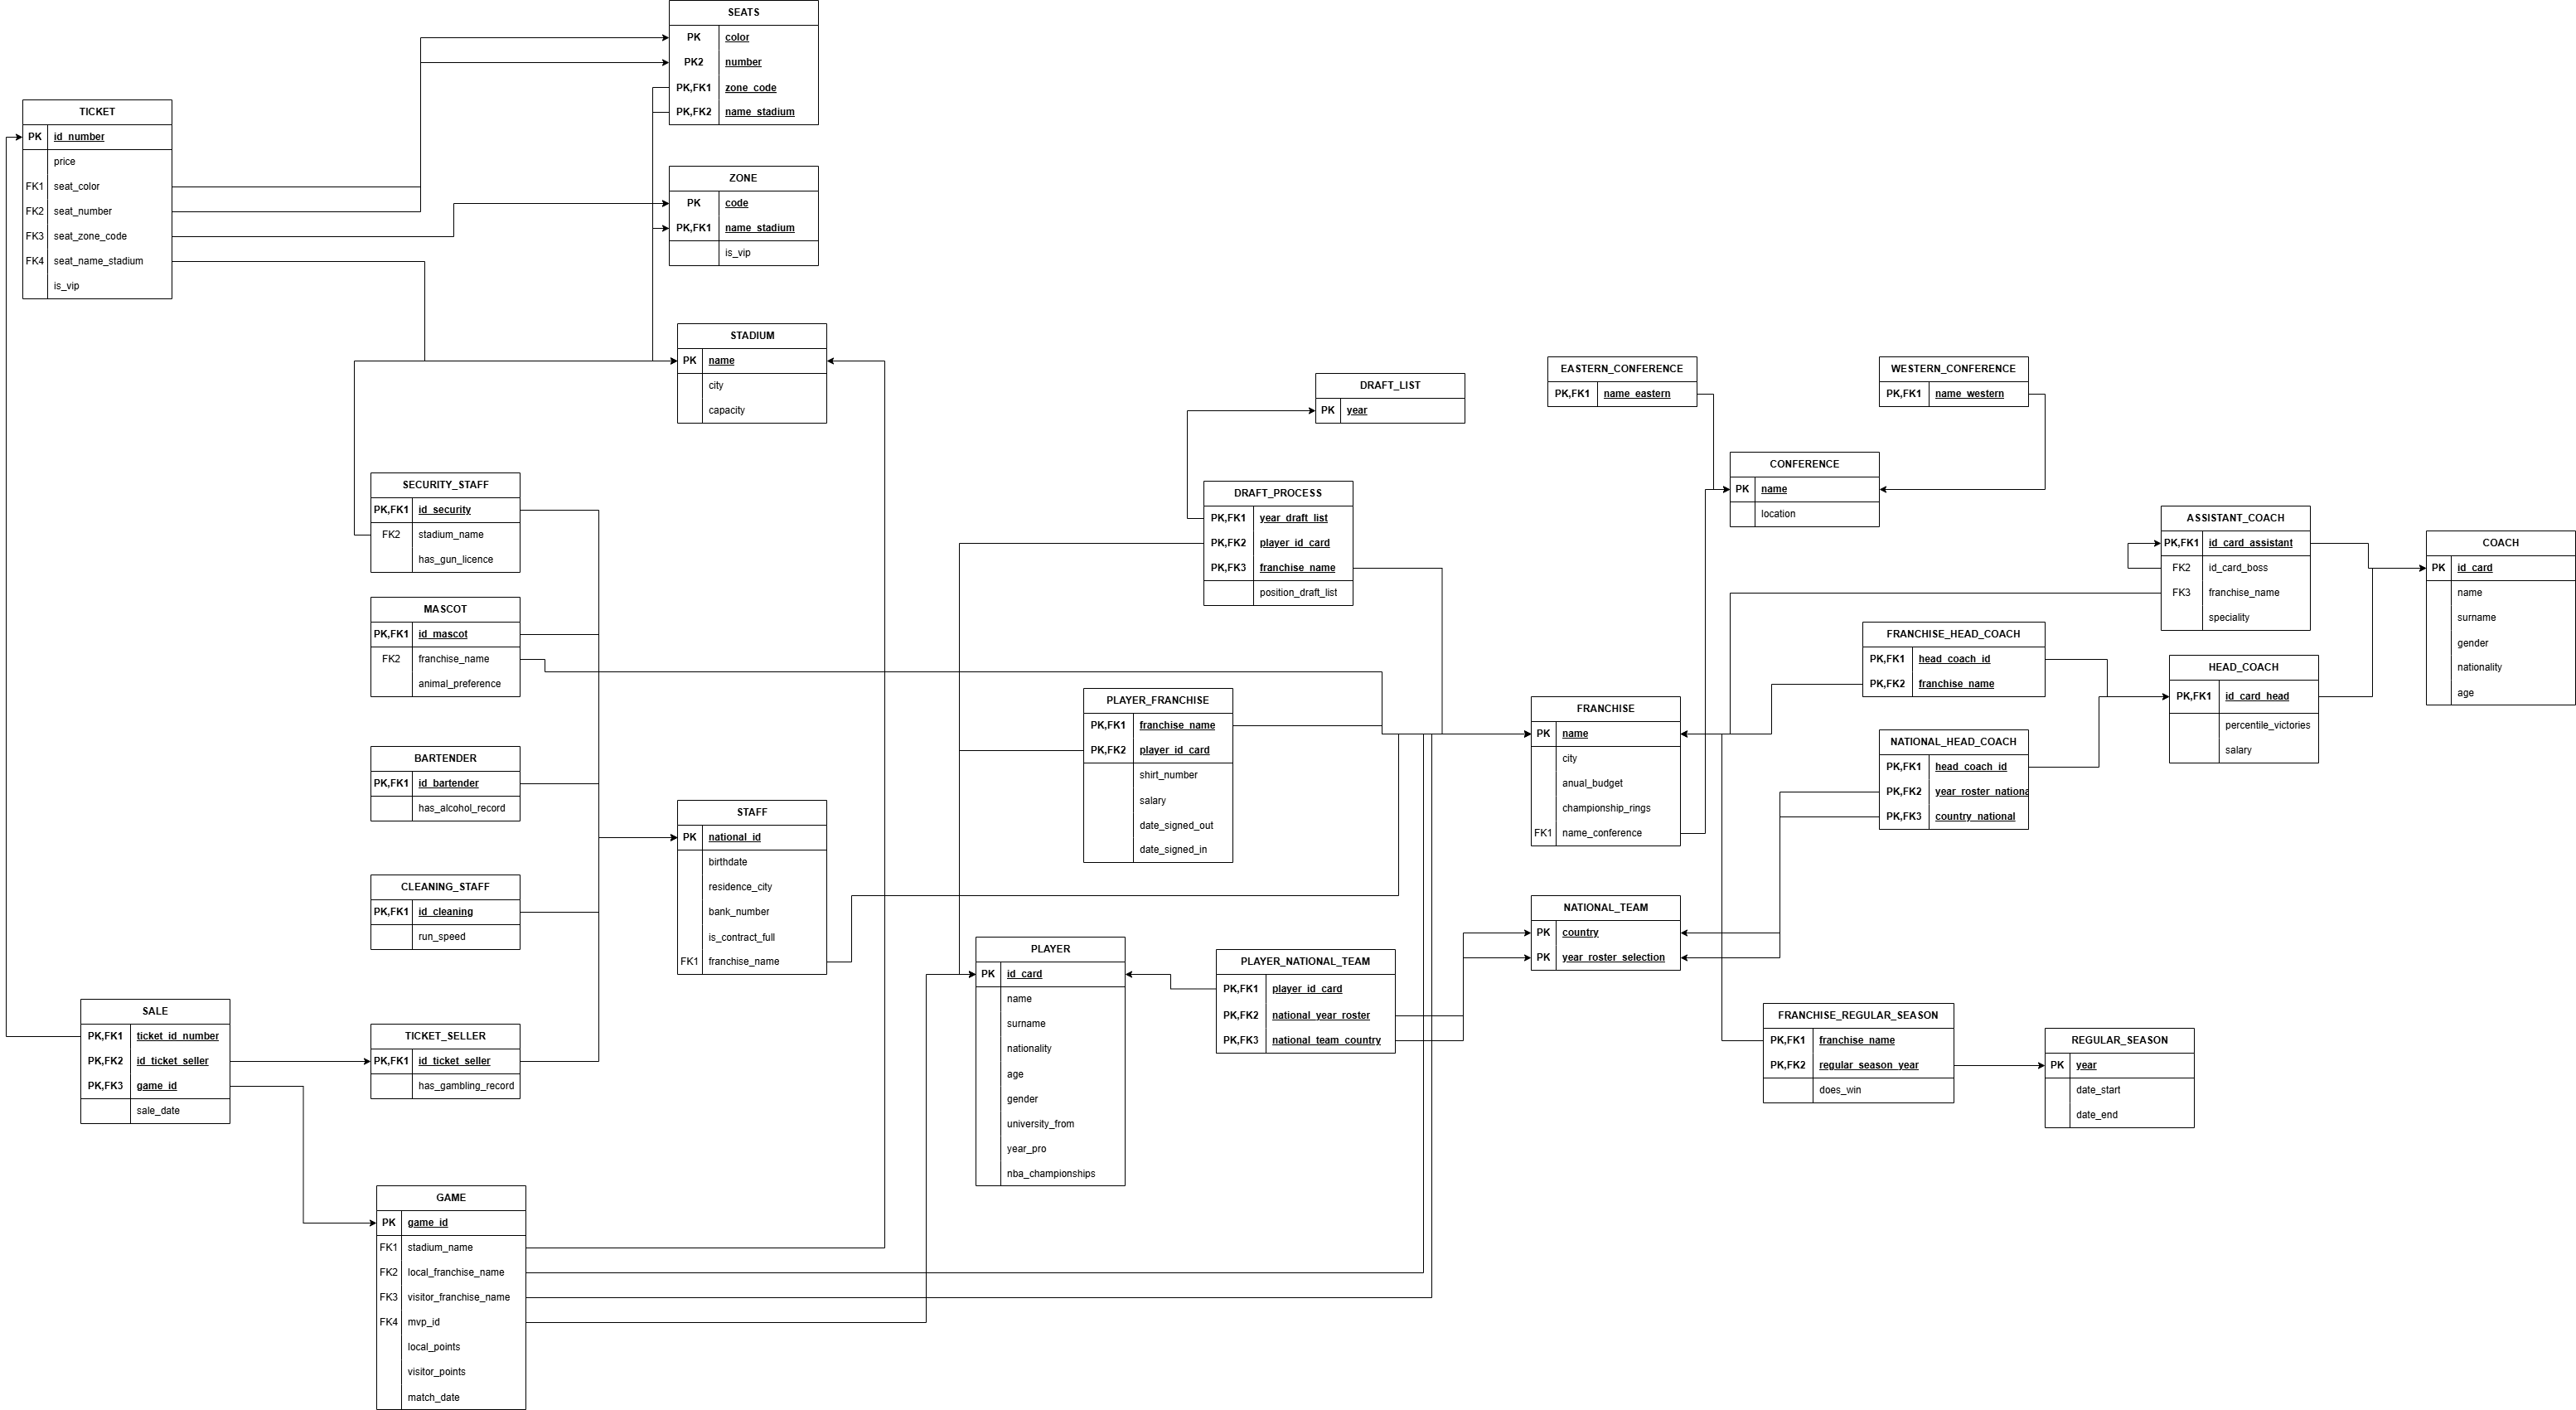 SEATS
PK color
PK2 number
PK,FK1 zone_code
PK,FK2 name_stadium
TICKET
PK id_number
price
FK1 seat_color
FK2 seat_number
FK3 seat_zone_code
FK4 seat_name_stadium
is_vip
ZONE
PK code
PK,FK1 name_stadium
is_vip
STADIUM
PK name
city
capacity
SECURITY_STAFF
PK,FK1 id_security
FK2 stadium_name
has_gun_licence
MASCOT
PK,FK1 id_mascot
FK2 franchise_name
animal_preference
BARTENDER
PK,FK1 id_bartender
has_alcohol_record
CLEANING_STAFF
PK,FK1 id_cleaning
run_speed
STAFF
PK national_id
birthdate
residence_city
bank_number
is_contract_full
FK1 franchise_name
SALE
PK,FK1 ticket_id_number
PK,FK2 id_ticket_seller
PK,FK3 game_id
sale_date
TICKET_SELLER
PK,FK1 id_ticket_seller
has_gambling_record
GAME
PK game_id
FK1 stadium_name
FK2 local_franchise_name
FK3 visitor_franchise_name
FK4 mvp_id
local_points
visitor_points
match_date
DRAFT_LIST
PK year
DRAFT_PROCESS
PK,FK1 year_draft_list
PK,FK2 player_id_card
PK,FK3 franchise_name
position_draft_list
PLAYER_FRANCHISE
PK,FK1 franchise_name
PK,FK2 player_id_card
shirt_number
salary
date_signed_out
date_signed_in
PLAYER
PK id_card
name
surname
nationality
age
gender
university_from
year_pro
nba_championships
PLAYER_NATIONAL_TEAM
PK,FK1 player_id_card
PK,FK2 national_year_roster
PK,FK3 national_team_country
EASTERN_CONFERENCE
PK,FK1 name_eastern
WESTERN_CONFERENCE
PK,FK1 name_western
CONFERENCE
PK name
location
FRANCHISE
PK name
city
anual_budget
championship_rings
FK1 name_conference
NATIONAL_TEAM
PK country
PK year_roster_selection
ASSISTANT_COACH
PK,FK1 id_card_assistant
FK2 id_card_boss
FK3 franchise_name
speciality
COACH
PK id_card
name
surname
gender
nationality
age
FRANCHISE_HEAD_COACH
PK,FK1 head_coach_id
PK,FK2 franchise_name
HEAD_COACH
PK,FK1 id_card_head
percentile_victories
salary
NATIONAL_HEAD_COACH
PK,FK1 head_coach_id
PK,FK2 year_roster_nationa
PK,FK3 country_national
FRANCHISE_REGULAR_SEASON
PK,FK1 franchise_name
PK,FK2 regular_season_year
does_win
REGULAR_SEASON
PK year
date_start
date_end